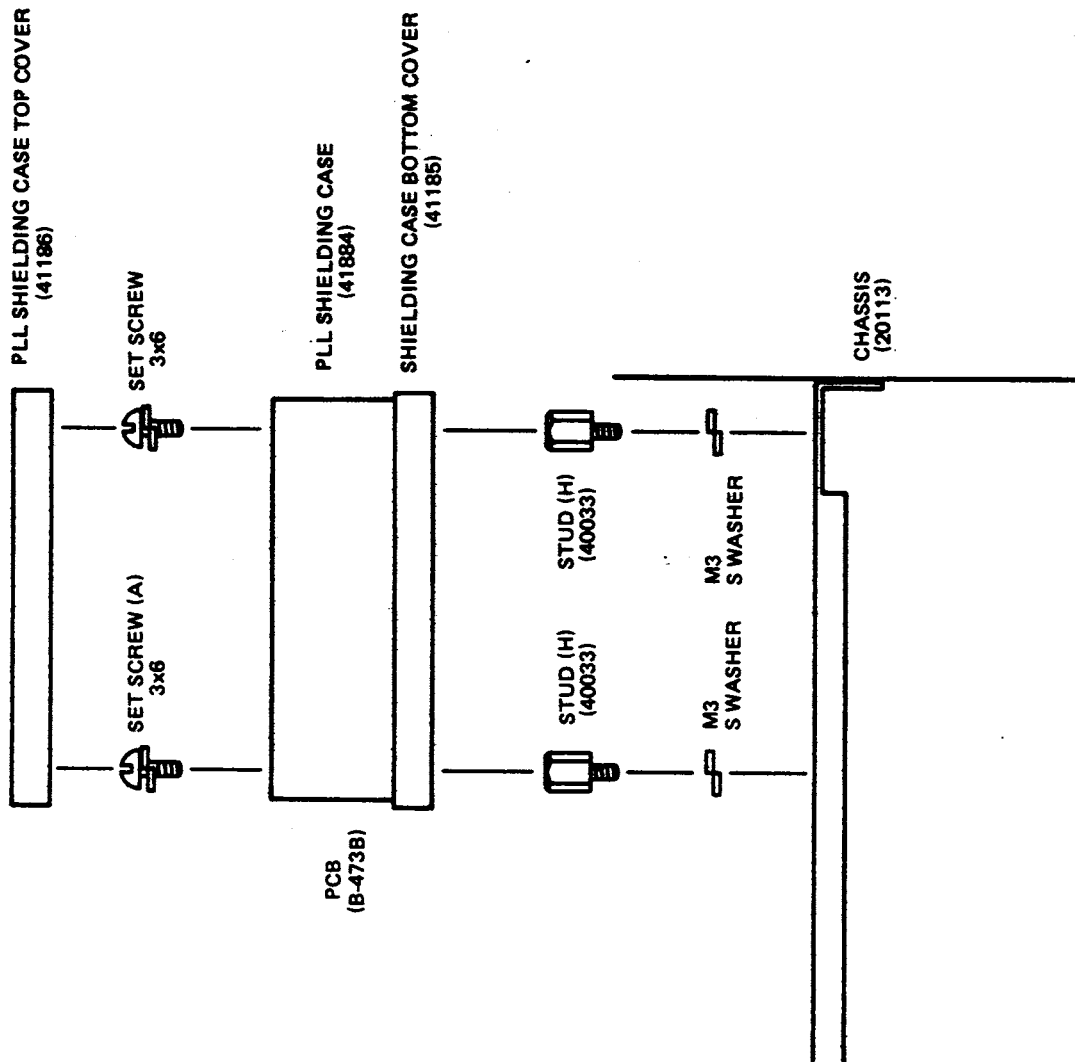 PLL SHIELDING CASE TOP COVER
(41186)
SET SCREW (A)
3x6
SET SCREW
3x6
PCB
(B-473B)
PLL SHIELDING CASE
(41884)
SHIELDING CASE BOTTOM COVER
(41185)
STUD (H)
(40033)
STUD (H)
(40033)
M3
S WASHER
M3
S WASHER
CHASSIS
(20113)